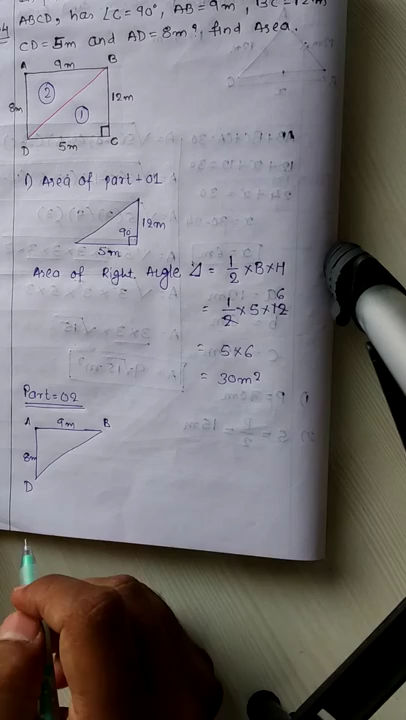 ABCD, has ∠C = 90°, AB = 9m, BC = 12m
CD = 5m and AD = 8m?, find Area.
A 9m B
8m ② 12m
①
D 5m C
1) Area of part - 01
12m
90
5m
Area of Right Angle Δ = 1/2 × B × H
= 1/2 × 5 × 12 6
= 5 × 6
= 30m²
Part = 02
A 9m B
8m
D